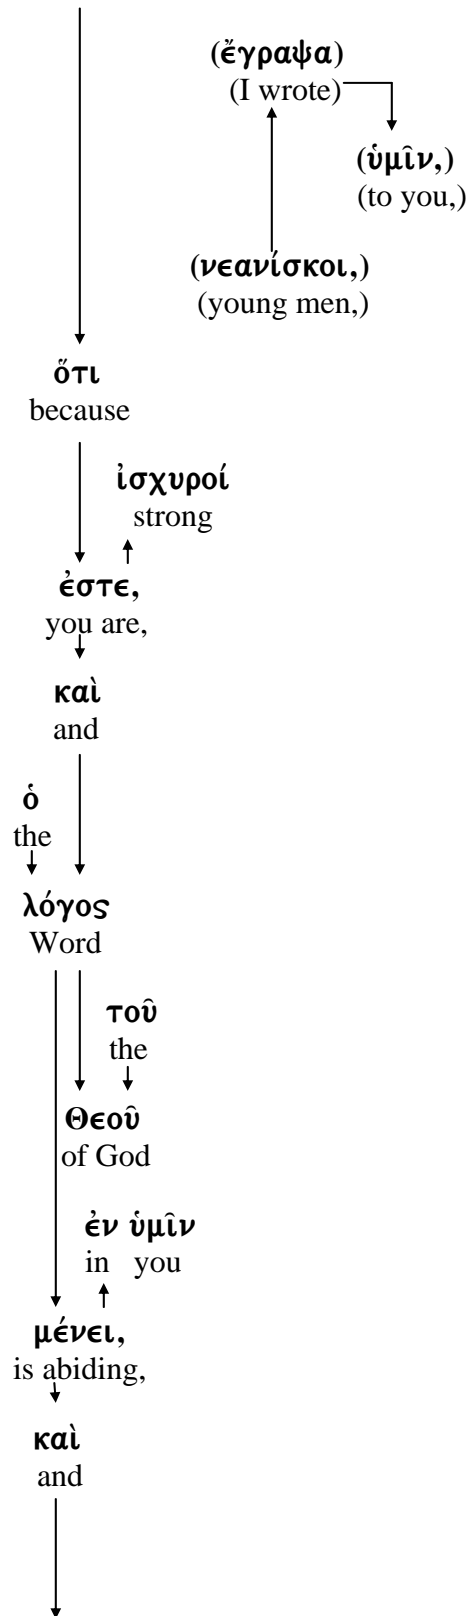 (ἔγραψα)
(I wrote)
(ὑμῖν,)
(to you,)
(νεανίσκοι,)
(young men,)
ὅτι
because
ἰσχυροί
strong
ἐστε,
you are,
καὶ
and
ὁ
the
λόγος
Word
τοῦ
the
Θεοῦ
of God
ἐν ὑμῖν
in you
μένει,
is abiding,
καὶ
and